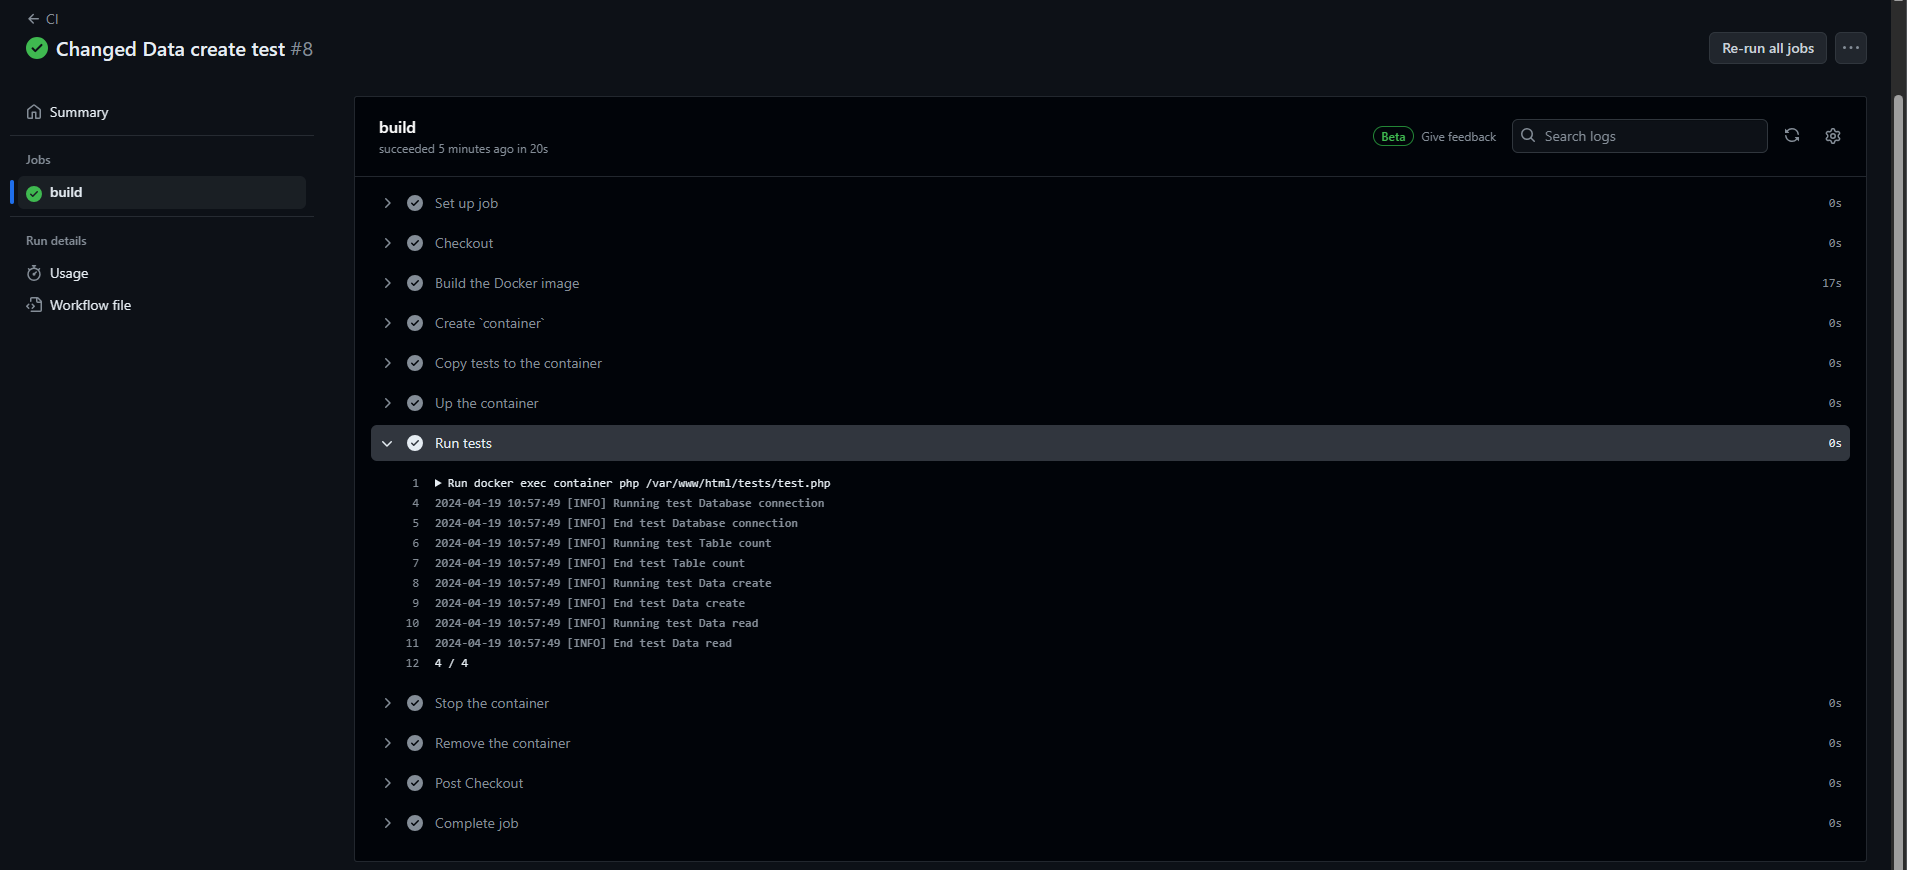 CI
Changed Data create test #8
Re-run all jobs
Summary
Jobs
build
Run details
Usage
Workflow file
build
succeeded 5 minutes ago in 20s
Beta Give feedback
Search logs
Set up job 0s
Checkout 0s
Build the Docker image 17s
Create `container` 0s
Copy tests to the container 0s
Up the container 0s
Run tests 0s
1 Run docker exec container php /var/www/html/tests/test.php
4 2024-04-19 10:57:49 [INFO] Running test Database connection
5 2024-04-19 10:57:49 [INFO] End test Database connection
6 2024-04-19 10:57:49 [INFO] Running test Table count
7 2024-04-19 10:57:49 [INFO] End test Table count
8 2024-04-19 10:57:49 [INFO] Running test Data create
9 2024-04-19 10:57:49 [INFO] End test Data create
10 2024-04-19 10:57:49 [INFO] Running test Data read
11 2024-04-19 10:57:49 [INFO] End test Data read
12 4 / 4
Stop the container 0s
Remove the container 0s
Post Checkout 0s
Complete job 0s